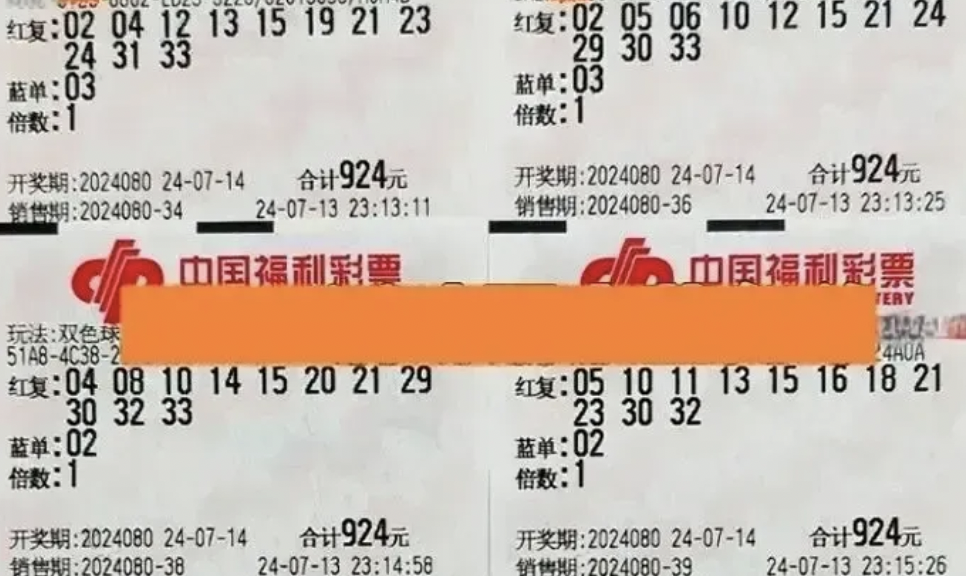 红复:02 04 12 13 15 19 21 23
24 31 33
蓝单:03
倍数:1
开奖期:2024080 24-07-14 合计924元
销售期:2024080-34 24-07-13 23:13:11
红复:02 05 06 10 12 15 21 24
29 30 33
蓝单:03
倍数:1
开奖期:2024080 24-07-14 合计924元
销售期:2024080-36 24-07-13 23:13:25
中国福利彩票
玩法:双色球
51A8-4C38-2
红复:04 08 10 14 15 20 21 29
30 32 33
蓝单:02
倍数:1
开奖期:2024080 24-07-14 合计924元
销售期:2024080-38 24-07-13 23:14:58
中国福利彩票
TERY
24A0A
红复:05 10 11 13 15 16 18 21
23 30 32
蓝单:02
倍数:1
开奖期:2024080 24-07-14 合计924元
销售期:2024080-39 24-07-13 23:15:26